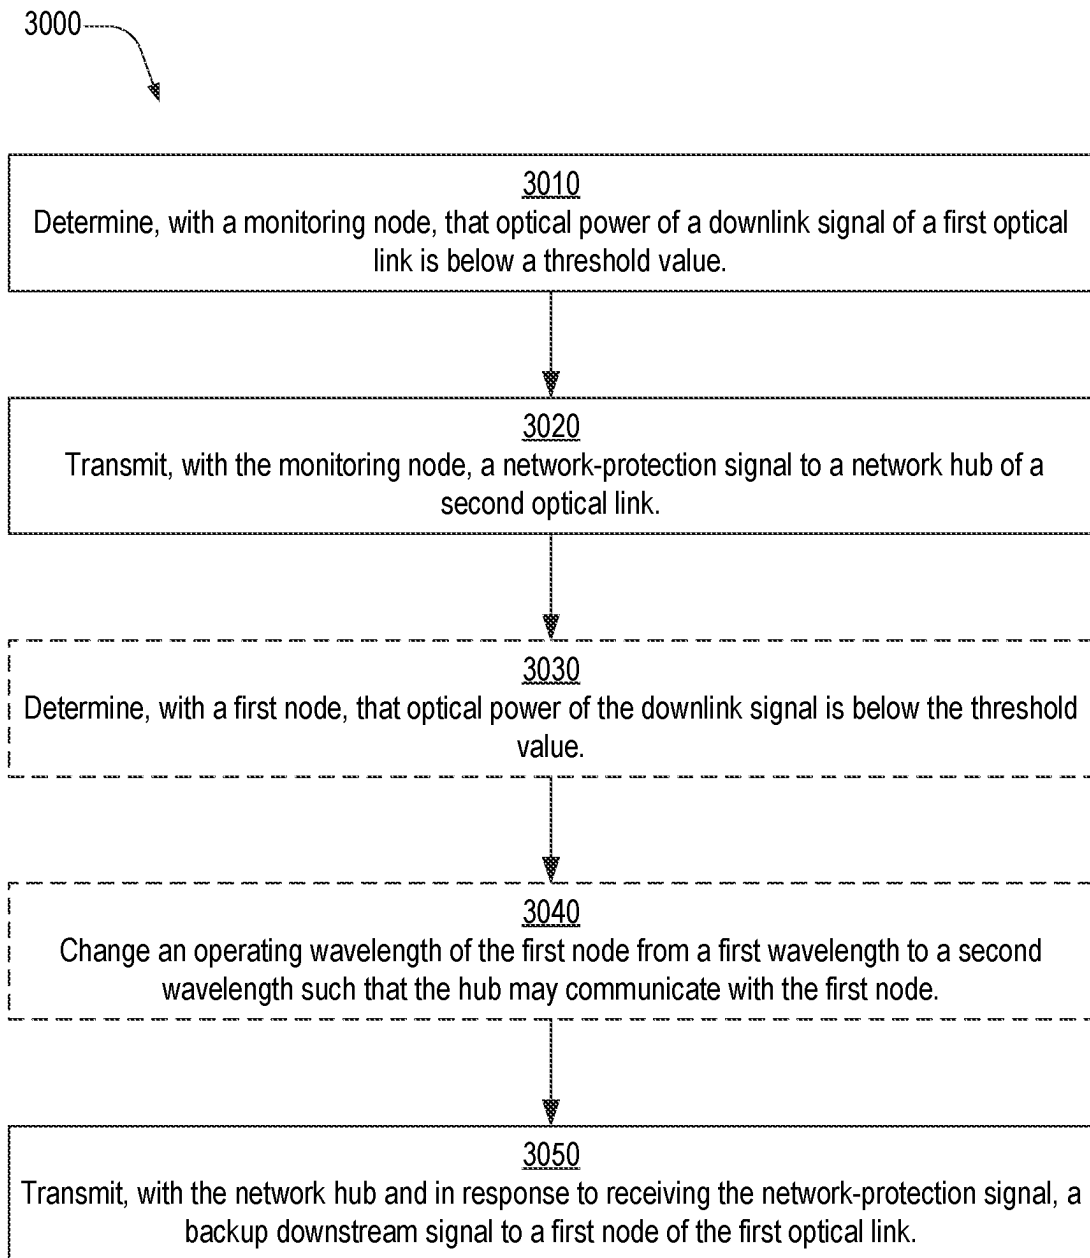 3000
3010
Determine, with a monitoring node, that optical power of a downlink signal of a first optical
link is below a threshold value.
3020
Transmit, with the monitoring node, a network-protection signal to a network hub of a
second optical link.
3030
Determine, with a first node, that optical power of the downlink signal is below the threshold
value.
3040
Change an operating wavelength of the first node from a first wavelength to a second
wavelength such that the hub may communicate with the first node.
3050
Transmit, with the network hub and in response to receiving the network-protection signal, a
backup downstream signal to a first node of the first optical link.